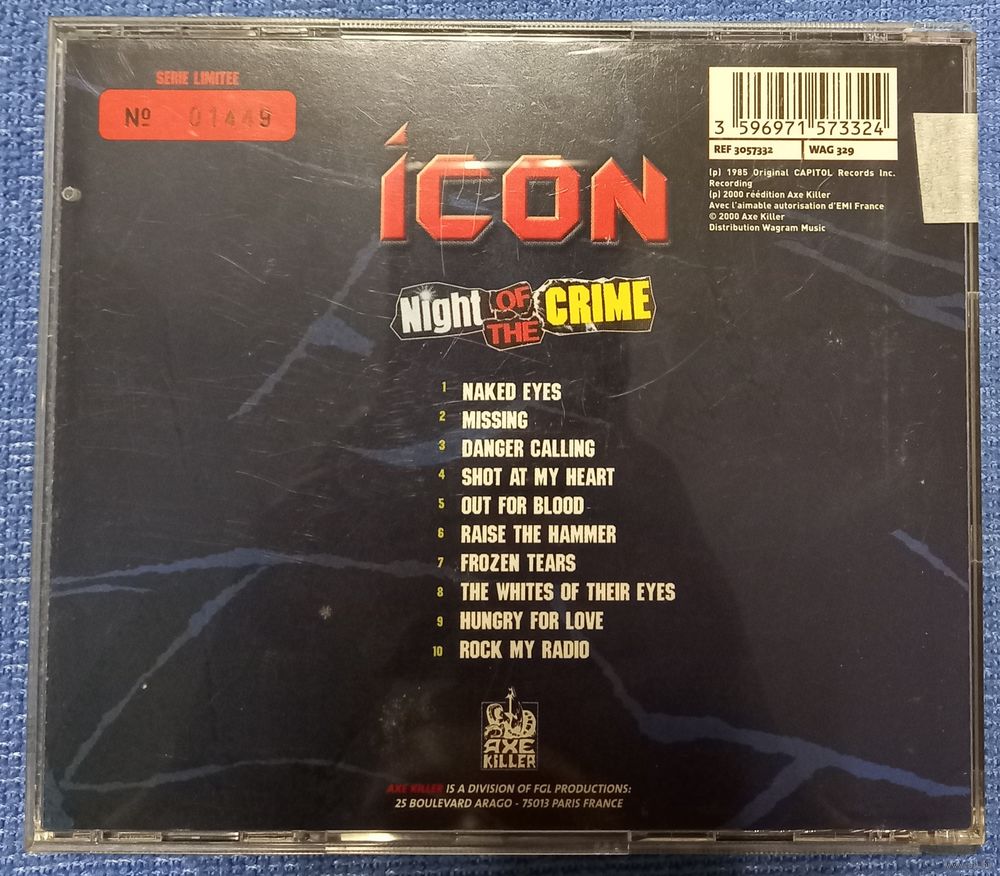 SERIE LIMITEE
Nº 01449
3 596971 573324
REF 3057332 WAG 329
(p) 1985 Original CAPITOL Records Inc.
Recording
(p) 2000 réédition Axe Killer
Avec l'aimable autorisation d'EMI France
© 2000 Axe Killer
Distribution Wagram Music
iCON
Night OF THE CRIME
1 NAKED EYES
2 MISSING
3 DANGER CALLING
4 SHOT AT MY HEART
5 OUT FOR BLOOD
6 RAISE THE HAMMER
7 FROZEN TEARS
8 THE WHITES OF THEIR EYES
9 HUNGRY FOR LOVE
10 ROCK MY RADIO
AXE
KiLLER
AXE KILLER IS A DIVISION OF FGL PRODUCTIONS:
25 BOULEVARD ARAGO - 75013 PARIS FRANCE